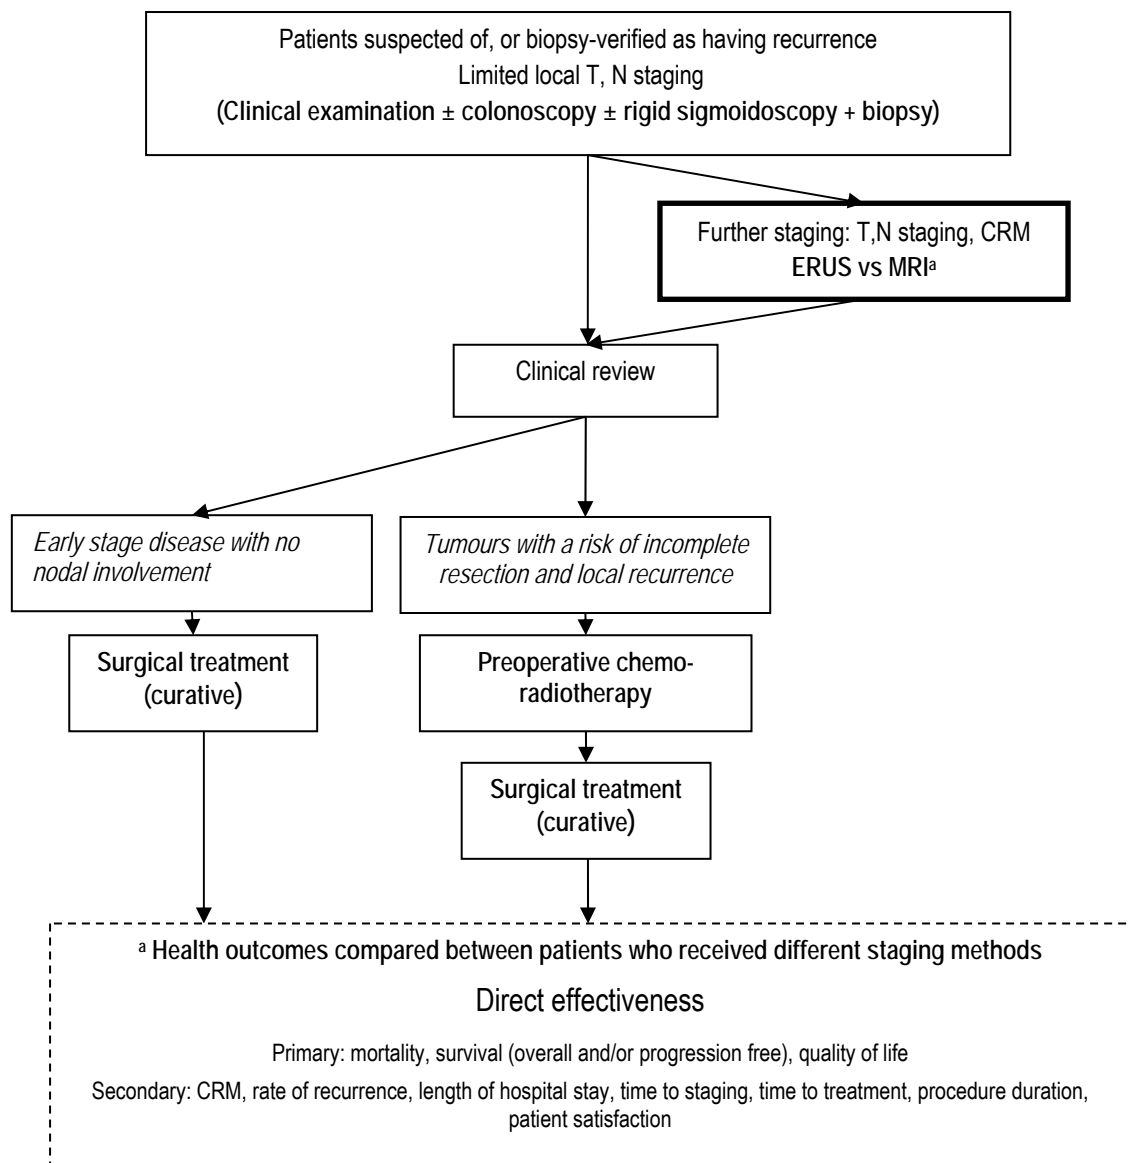 Patients suspected of, or biopsy-verified as having recurrence
Limited local T, N staging
(Clinical examination ± colonoscopy ± rigid sigmoidoscopy + biopsy)
Further staging: T,N staging, CRM
ERUS vs MRIᵃ
Clinical review
Early stage disease with no
nodal involvement
Tumours with a risk of incomplete
resection and local recurrence
Surgical treatment
(curative)
Preoperative chemo-
radiotherapy
Surgical treatment
(curative)
ᵃ Health outcomes compared between patients who received different staging methods
Direct effectiveness
Primary: mortality, survival (overall and/or progression free), quality of life
Secondary: CRM, rate of recurrence, length of hospital stay, time to staging, time to treatment, procedure duration,
patient satisfaction